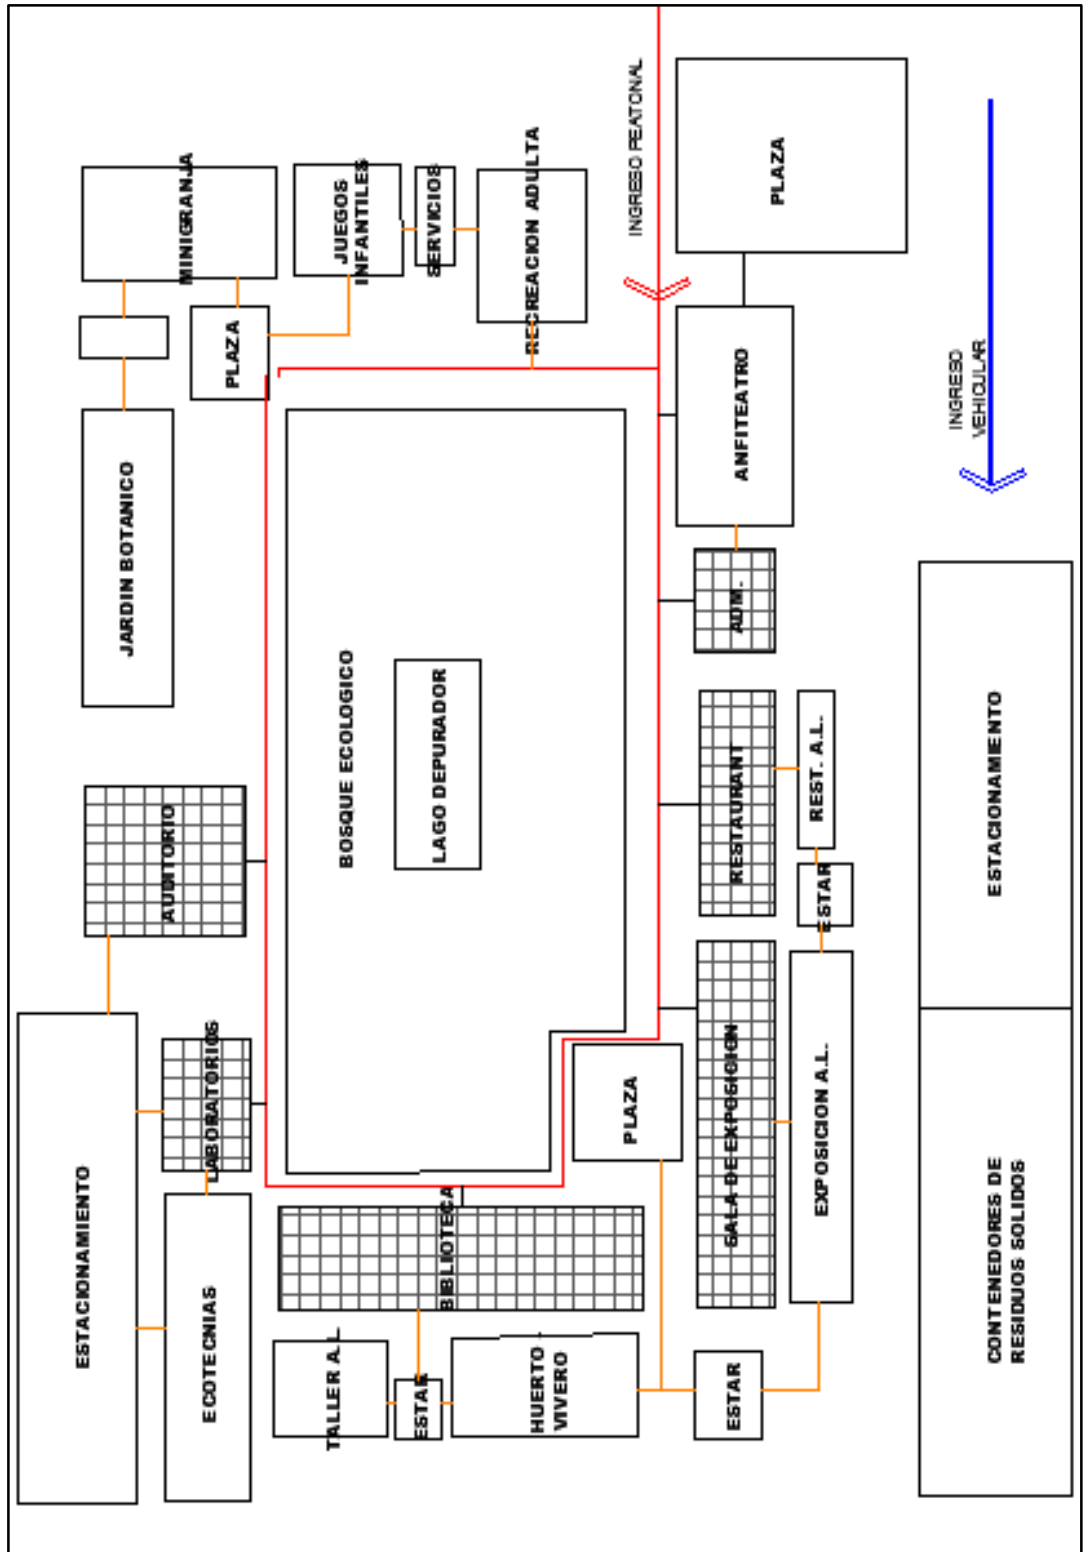 INGRESO PEATONAL
PLAZA
MINIGRANJA
JUEGOS
INFANTILES
SERVICIOS
RECREACION ADULTA
PLAZA
ANFITEATRO
INGRESO
VEHICULAR
JARDIN BOTANICO
ADM.
BOSQUE ECOLOGICO
LAGO DEPURADOR
RESTAURANT
REST. A.L.
ESTACIONAMIENTO
AUDITORIO
ESTAR
LABORATORIOS
PLAZA
SALA DE EXPOSICION
EXPOSICION A.L.
ESTACIONAMIENTO
ECOTECNIAS
BIBLIOTECA
CONTENEDORES DE
RESIDUOS SOLIDOS
TALLER A.L
ESTAR
HUERTO -
VIVERO
ESTAR